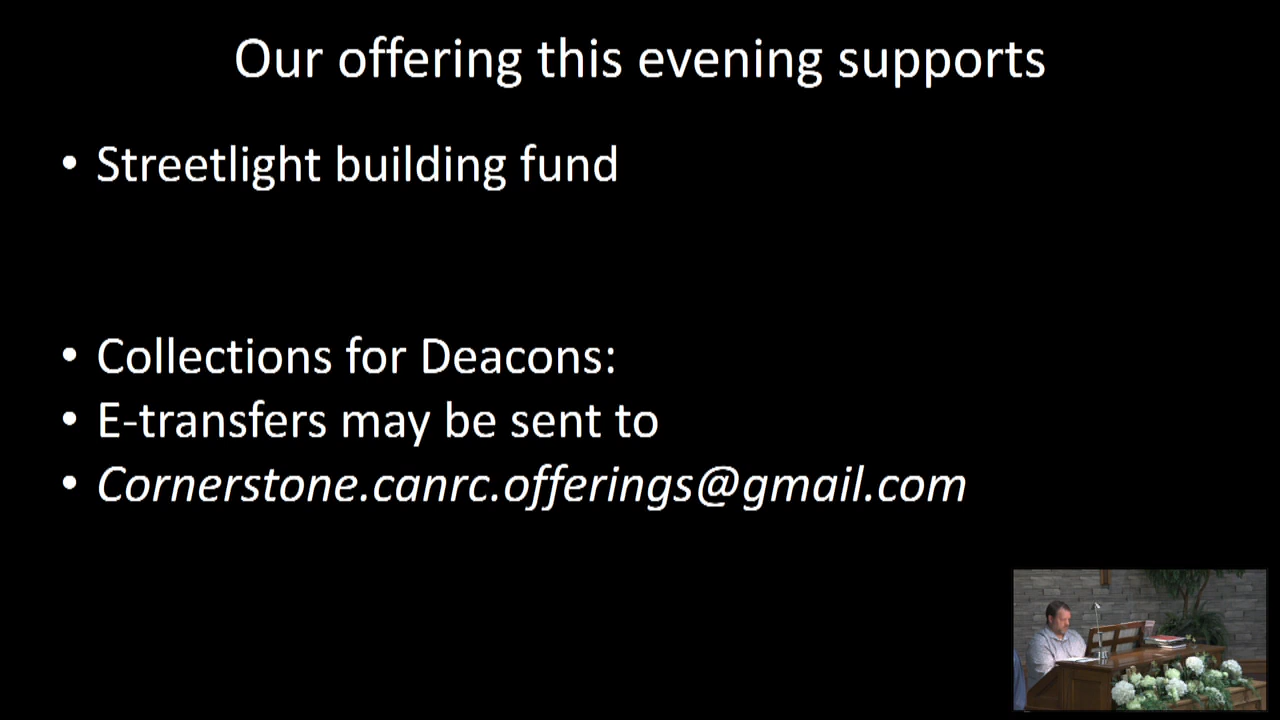 Our offering this evening supports
• Streetlight building fund
• Collections for Deacons:
• E-transfers may be sent to
• Cornerstone.canrc.offerings@gmail.com